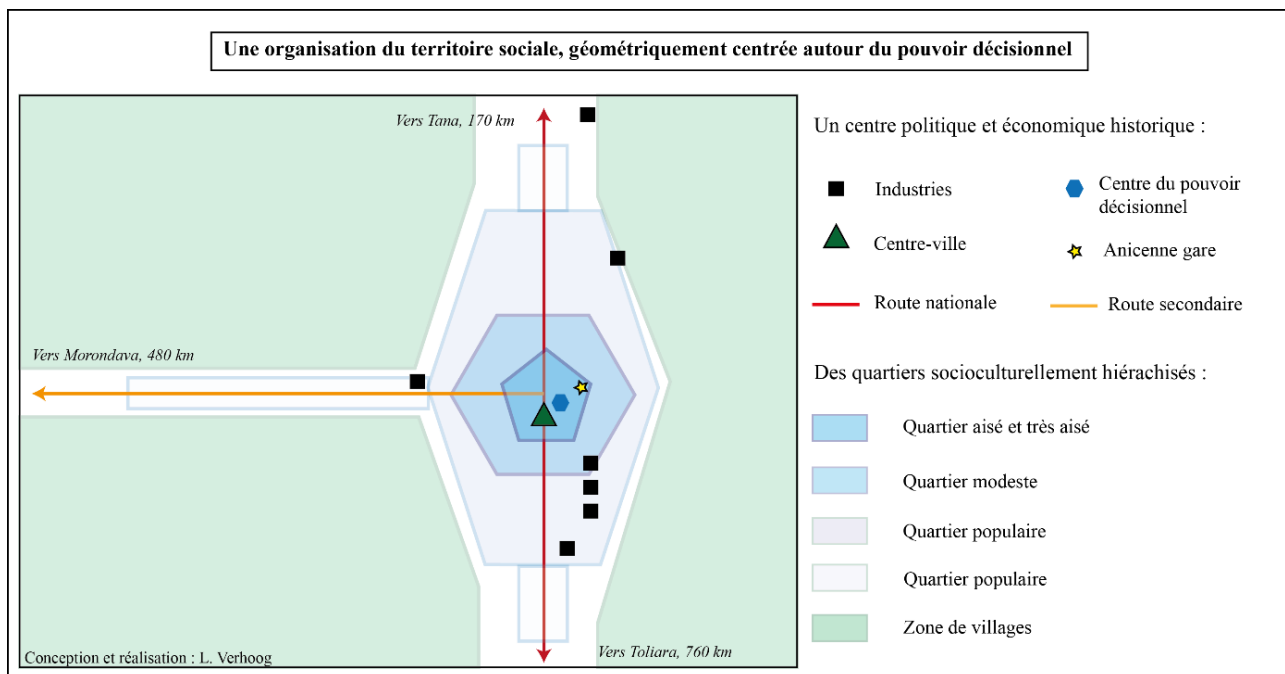 Une organisation du territoire sociale, géométriquement centrée autour du pouvoir décisionnel
Vers Tana, 170 km
Vers Morondava, 480 km
Vers Toliara, 760 km
Conception et réalisation : L. Verhoog
Un centre politique et économique historique :
Industries
Centre du pouvoir
décisionnel
Centre-ville
Anicenne gare
Route nationale
Route secondaire
Des quartiers socioculturellement hiérachisés :
Quartier aisé et très aisé
Quartier modeste
Quartier populaire
Quartier populaire
Zone de villages